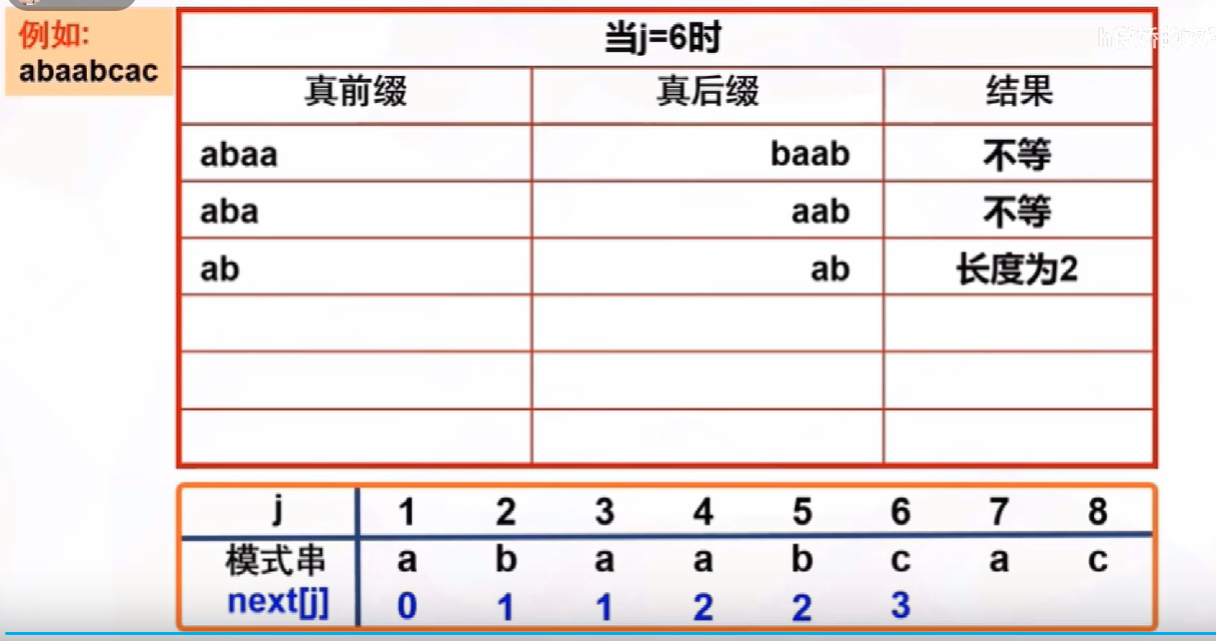 例如:
abaabcac
当j=6时
真前缀 真后缀 结果
abaa baab 不等
aba aab 不等
ab ab 长度为2
j 1 2 3 4 5 6 7 8
模式串 a b a a b c a c
next[j] 0 1 1 2 2 3